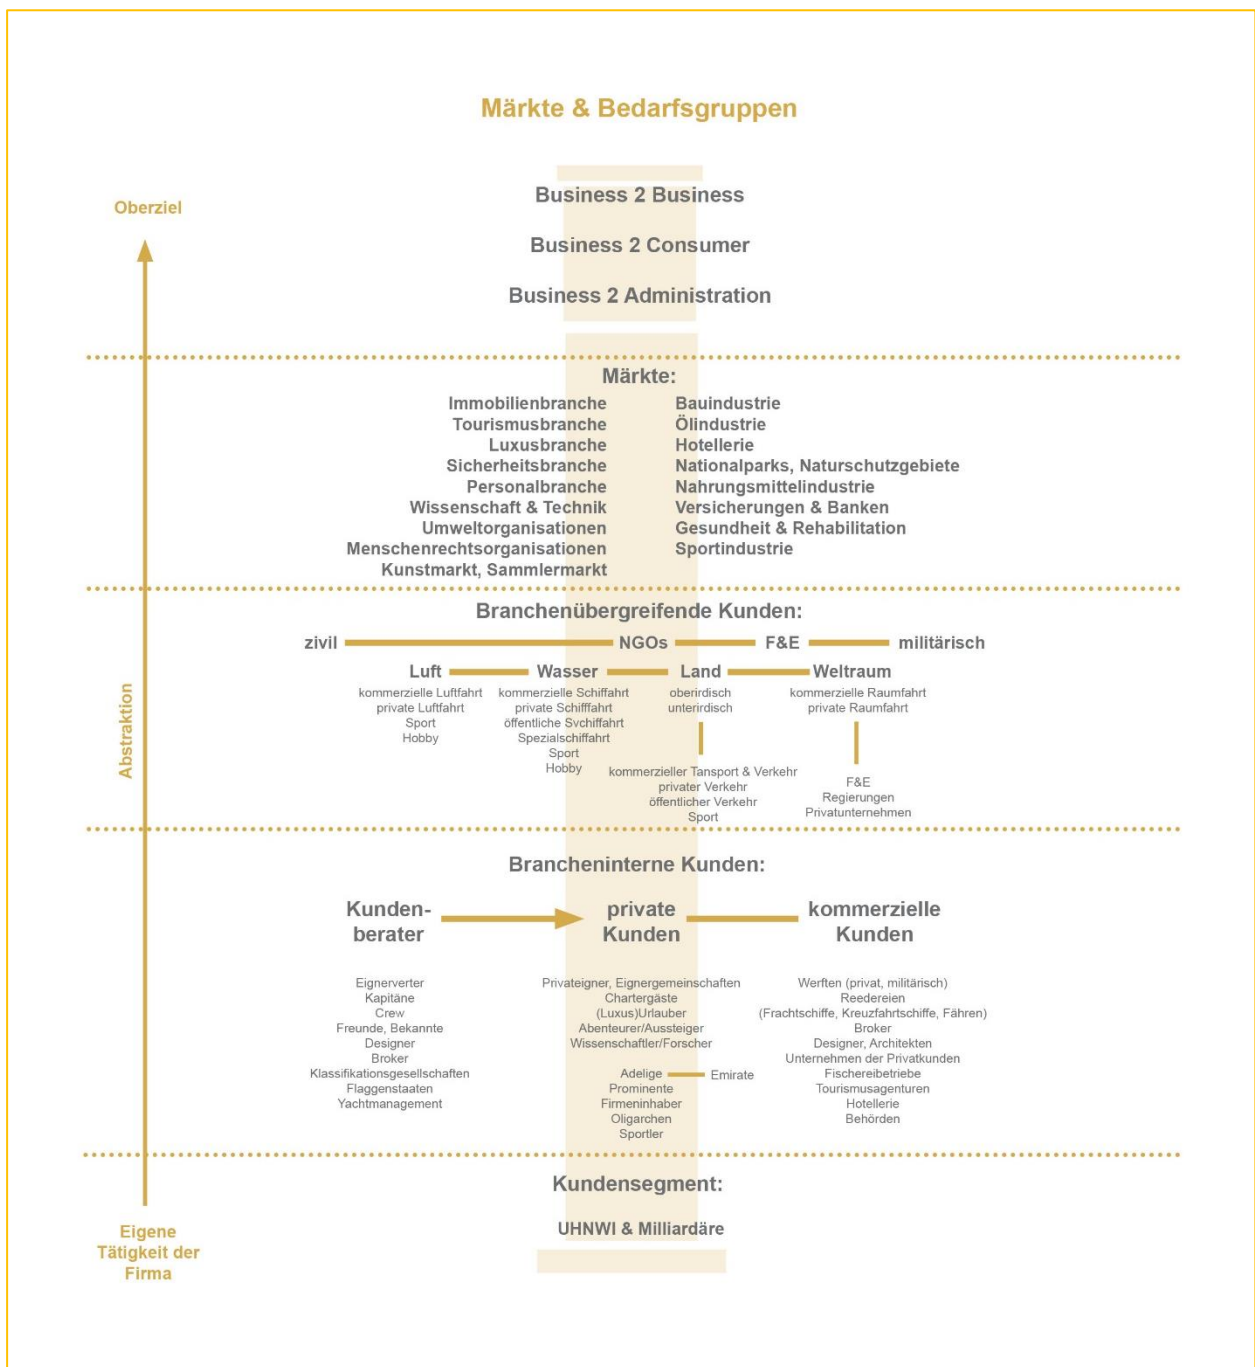 Märkte & Bedarfsgruppen
Oberziel
Business 2 Business
Business 2 Consumer
Business 2 Administration
Märkte:
Immobilienbranche
Tourismusbranche
Luxusbranche
Sicherheitsbranche
Personalbranche
Wissenschaft & Technik
Umweltorganisationen
Menschenrechtsorganisationen
Kunstmarkt, Sammlermarkt
Bauindustrie
Ölindustrie
Hotellerie
Nationalparks, Naturschutzgebiete
Nahrungsmittelindustrie
Versicherungen & Banken
Gesundheit & Rehabilitation
Sportindustrie
Abstraktion
Branchenübergreifende Kunden:
zivil NGOs F&E militärisch
Luft Wasser Land Weltraum
kommerzielle Luftfahrt
private Luftfahrt
Sport
Hobby
kommerzielle Schiffahrt
private Schifffahrt
öffentliche Svchiffahrt
Spezialschiffahrt
Sport
Hobby
oberirdisch
unterirdisch
kommerzieller Tansport & Verkehr
privater Verkehr
öffentlicher Verkehr
Sport
kommerzielle Raumfahrt
private Raumfahrt
F&E
Regierungen
Privatunternehmen
Brancheninterne Kunden:
Kunden-
berater
private
Kunden
kommerzielle
Kunden
Eignerverter
Kapitäne
Crew
Freunde, Bekannte
Designer
Broker
Klassifikationsgesellschaften
Flaggenstaaten
Yachtmanagement
Privateigner, Eignergemeinschaften
Chartergäste
(Luxus)Urlauber
Abenteurer/Aussteiger
Wissenschaftler/Forscher
Adelige Emirate
Prominente
Firmeninhaber
Oligarchen
Sportler
Werften (privat, militärisch)
Reedereien
(Frachtschiffe, Kreuzfahrtschiffe, Fähren)
Broker
Designer, Architekten
Unternehmen der Privatkunden
Fischereibetriebe
Tourismusagenturen
Hotellerie
Behörden
Kundensegment:
UHNWI & Milliardäre
Eigene
Tätigkeit der
Firma